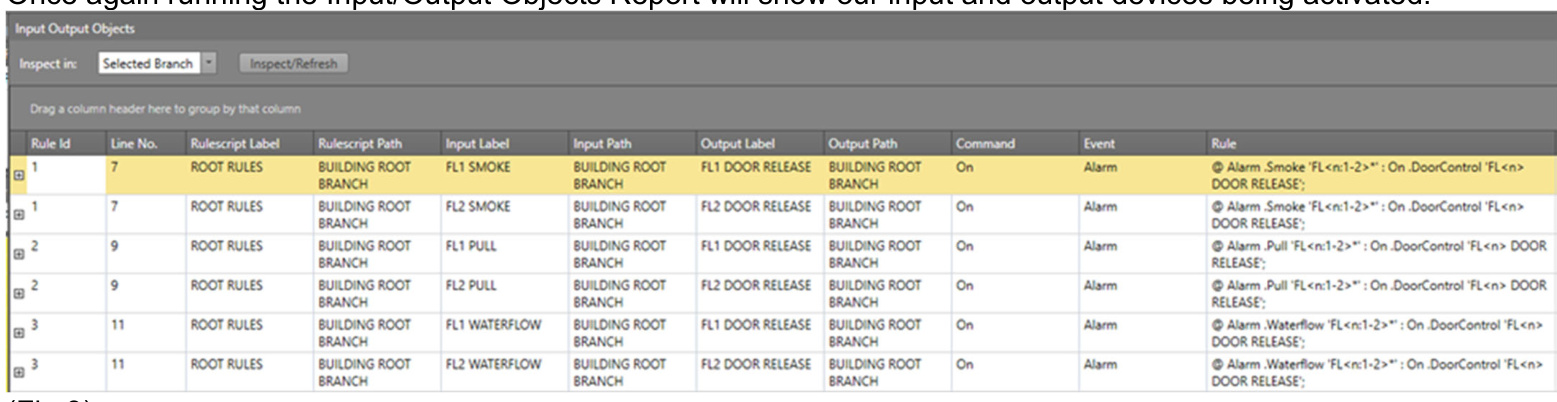 Once again running the Input/Output Objects Report will show our input and output devices being activated.
Input Output Objects
Inspect in: Selected Branch Inspect/Refresh
Drag a column header here to group by that column
Rule Id Line No. Rulescript Label Rulescript Path Input Label Input Path Output Label Output Path Command Event Rule
1 7 ROOT RULES BUILDING ROOT FL1 SMOKE BUILDING ROOT FL1 DOOR RELEASE BUILDING ROOT On Alarm @ Alarm .Smoke 'FL<n:1-2>*' : On .DoorControl 'FL<n>
BRANCH BRANCH BRANCH DOOR RELEASE';
1 7 ROOT RULES BUILDING ROOT FL2 SMOKE BUILDING ROOT FL2 DOOR RELEASE BUILDING ROOT On Alarm @ Alarm .Smoke 'FL<n:1-2>*' : On .DoorControl 'FL<n>
BRANCH BRANCH BRANCH DOOR RELEASE';
2 9 ROOT RULES BUILDING ROOT FL1 PULL BUILDING ROOT FL1 DOOR RELEASE BUILDING ROOT On Alarm @ Alarm .Pull 'FL<n:1-2>*' : On .DoorControl 'FL<n> DOOR
BRANCH BRANCH BRANCH RELEASE';
2 9 ROOT RULES BUILDING ROOT FL2 PULL BUILDING ROOT FL2 DOOR RELEASE BUILDING ROOT On Alarm @ Alarm .Pull 'FL<n:1-2>*' : On .DoorControl 'FL<n> DOOR
BRANCH BRANCH BRANCH RELEASE';
3 11 ROOT RULES BUILDING ROOT FL1 WATERFLOW BUILDING ROOT FL1 DOOR RELEASE BUILDING ROOT On Alarm @ Alarm .Waterflow 'FL<n:1-2>*' : On .DoorControl 'FL<n>
BRANCH BRANCH BRANCH DOOR RELEASE';
3 11 ROOT RULES BUILDING ROOT FL2 WATERFLOW BUILDING ROOT FL2 DOOR RELEASE BUILDING ROOT On Alarm @ Alarm .Waterflow 'FL<n:1-2>*' : On .DoorControl 'FL<n>
BRANCH BRANCH BRANCH DOOR RELEASE';